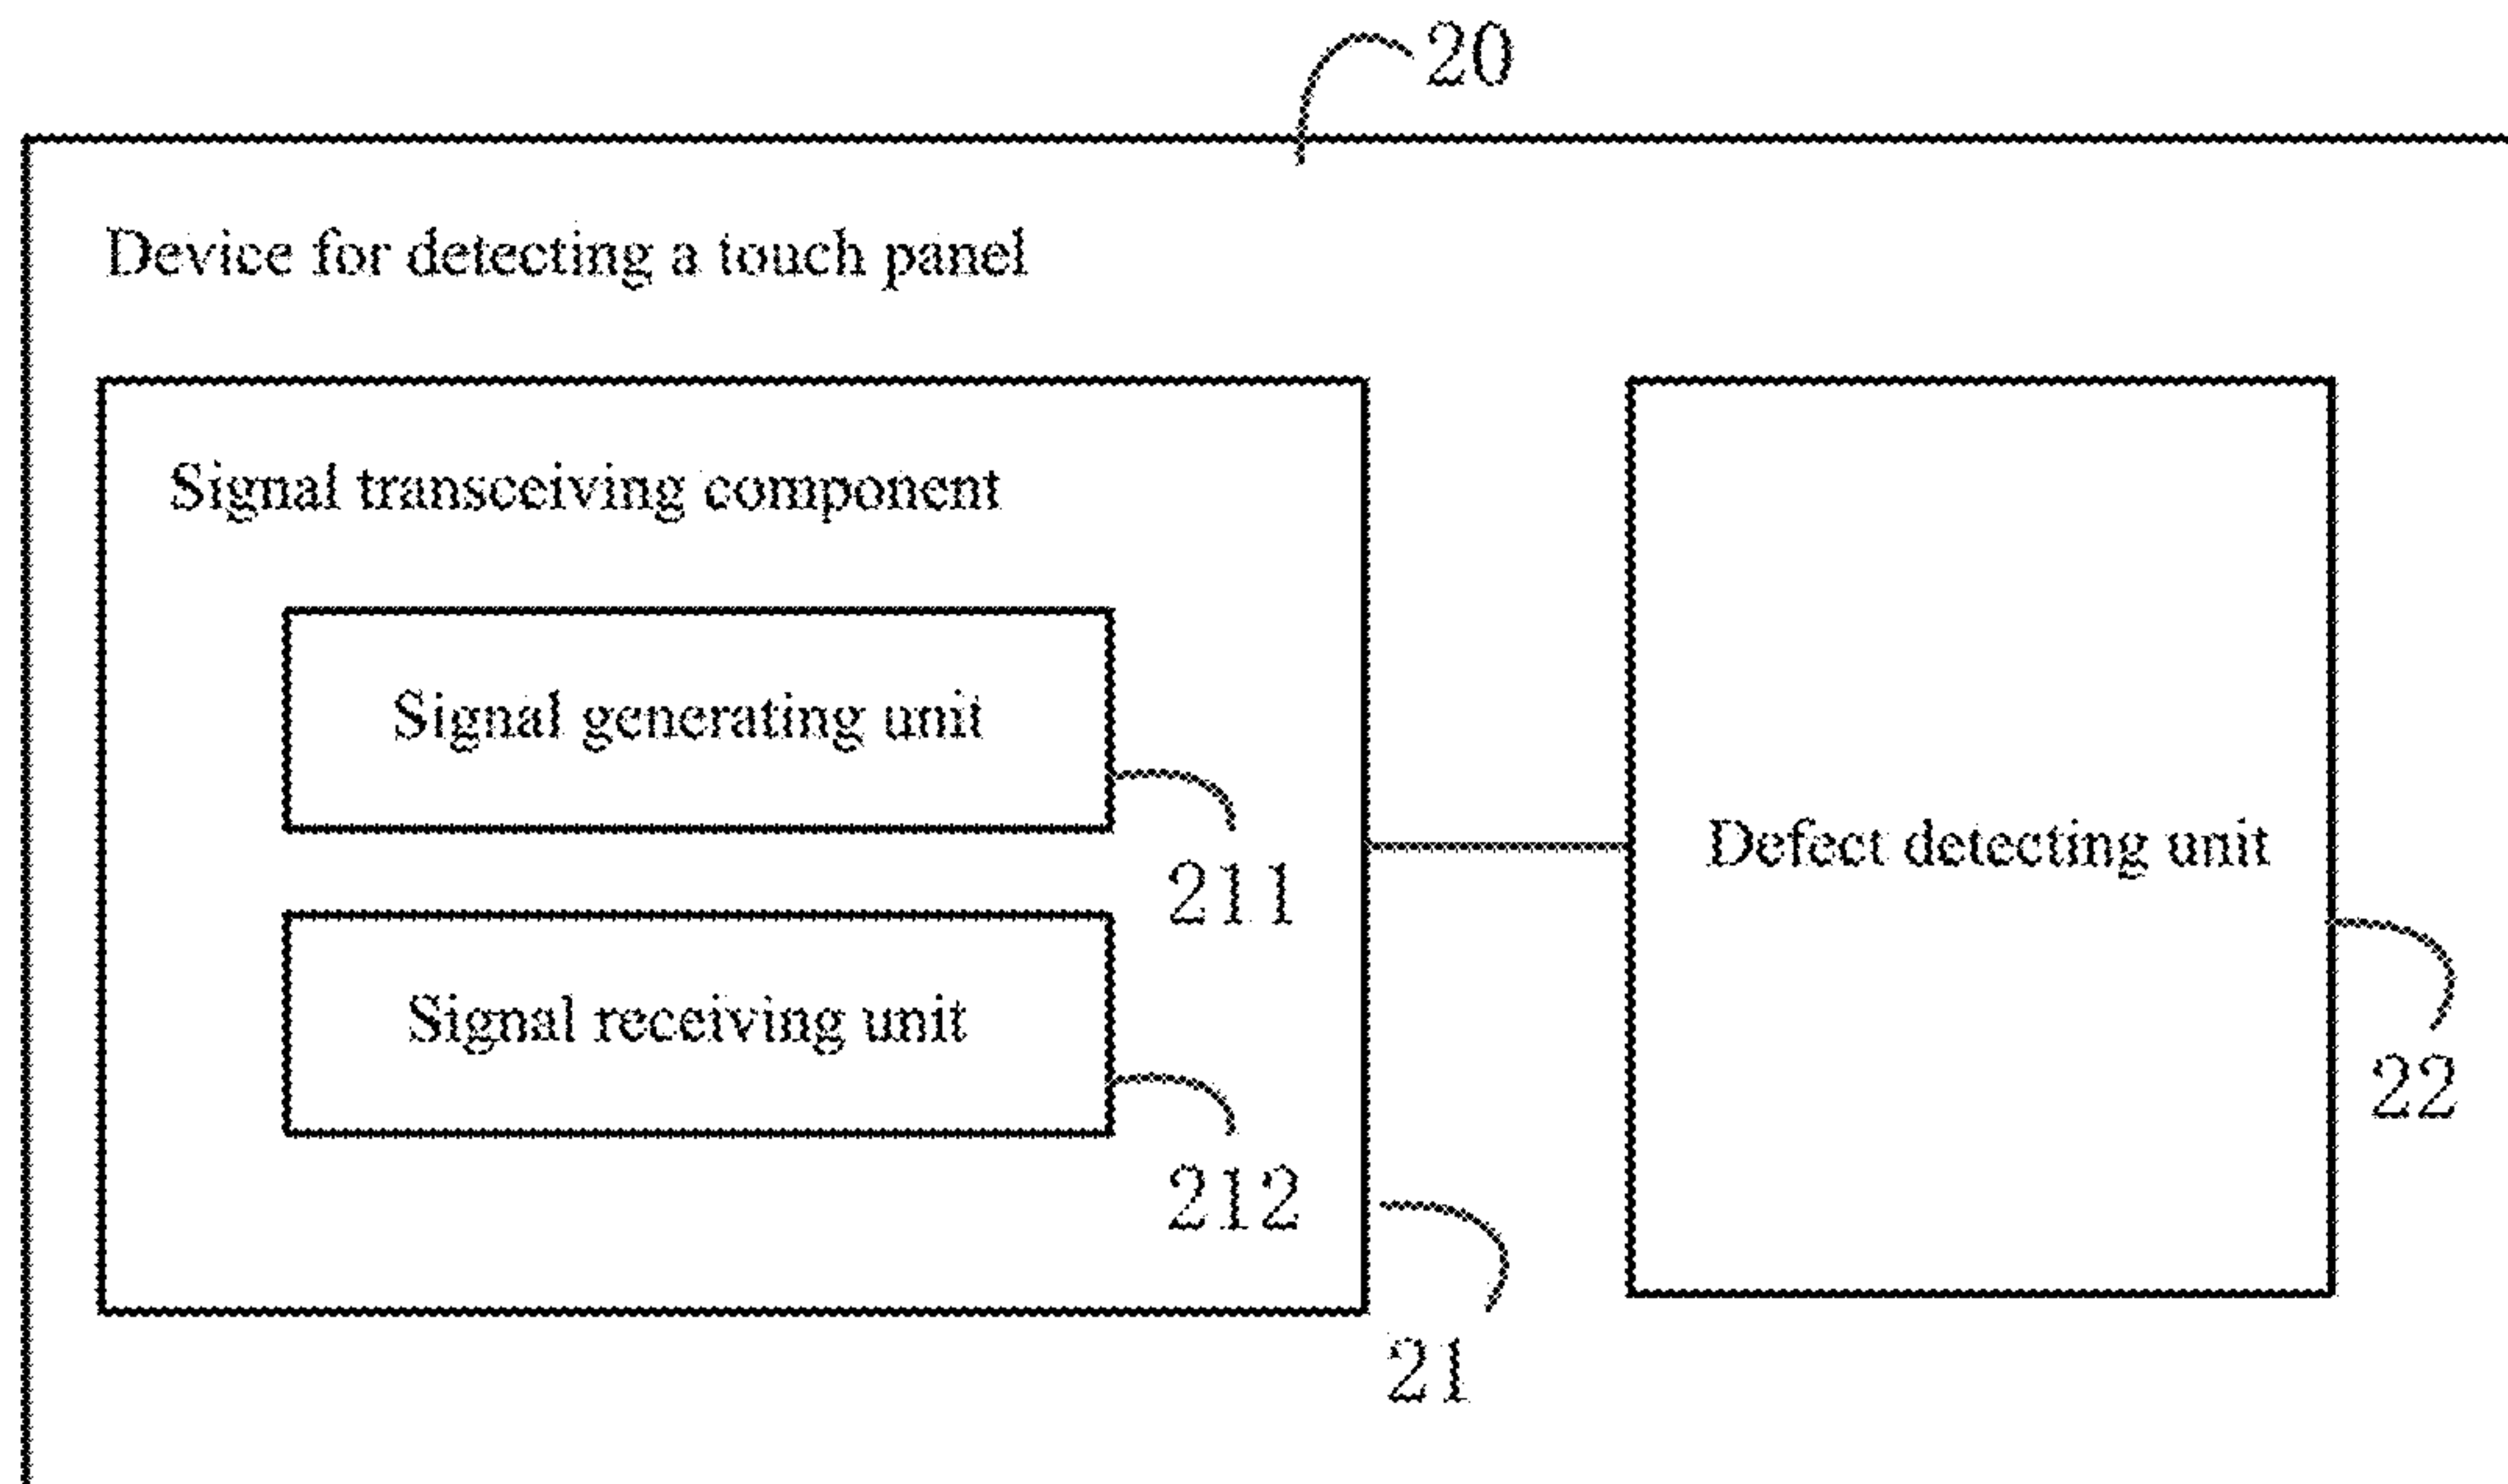 20
Device for detecting a touch panel
Signal transceiving component
Signal generating unit
211
Defect detecting unit
Signal receiving unit
22
212
21